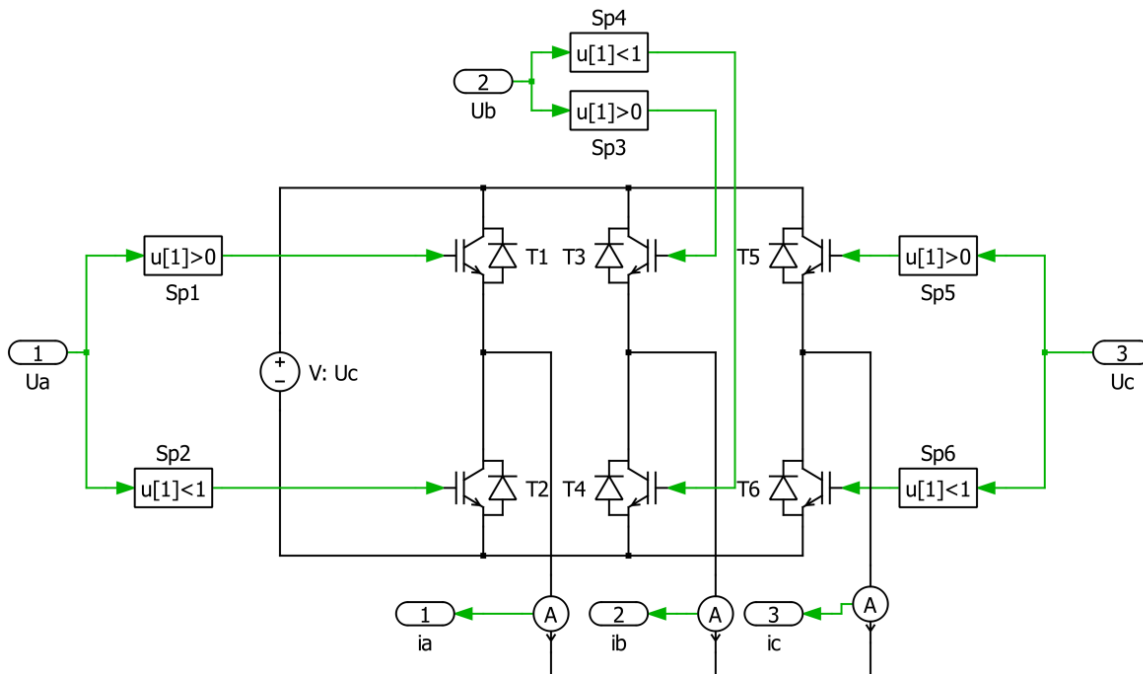 Sp4
u[1]<1
2
Ub
u[1]>0
Sp3
T1
T3
T5
u[1]>0
Sp1
u[1]>0
Sp5
1
Ua
V: Uc
+
−
3
Uc
Sp2
u[1]<1
T2
T4
T6
Sp6
u[1]<1
1
ia
A
2
ib
A
3
ic
A